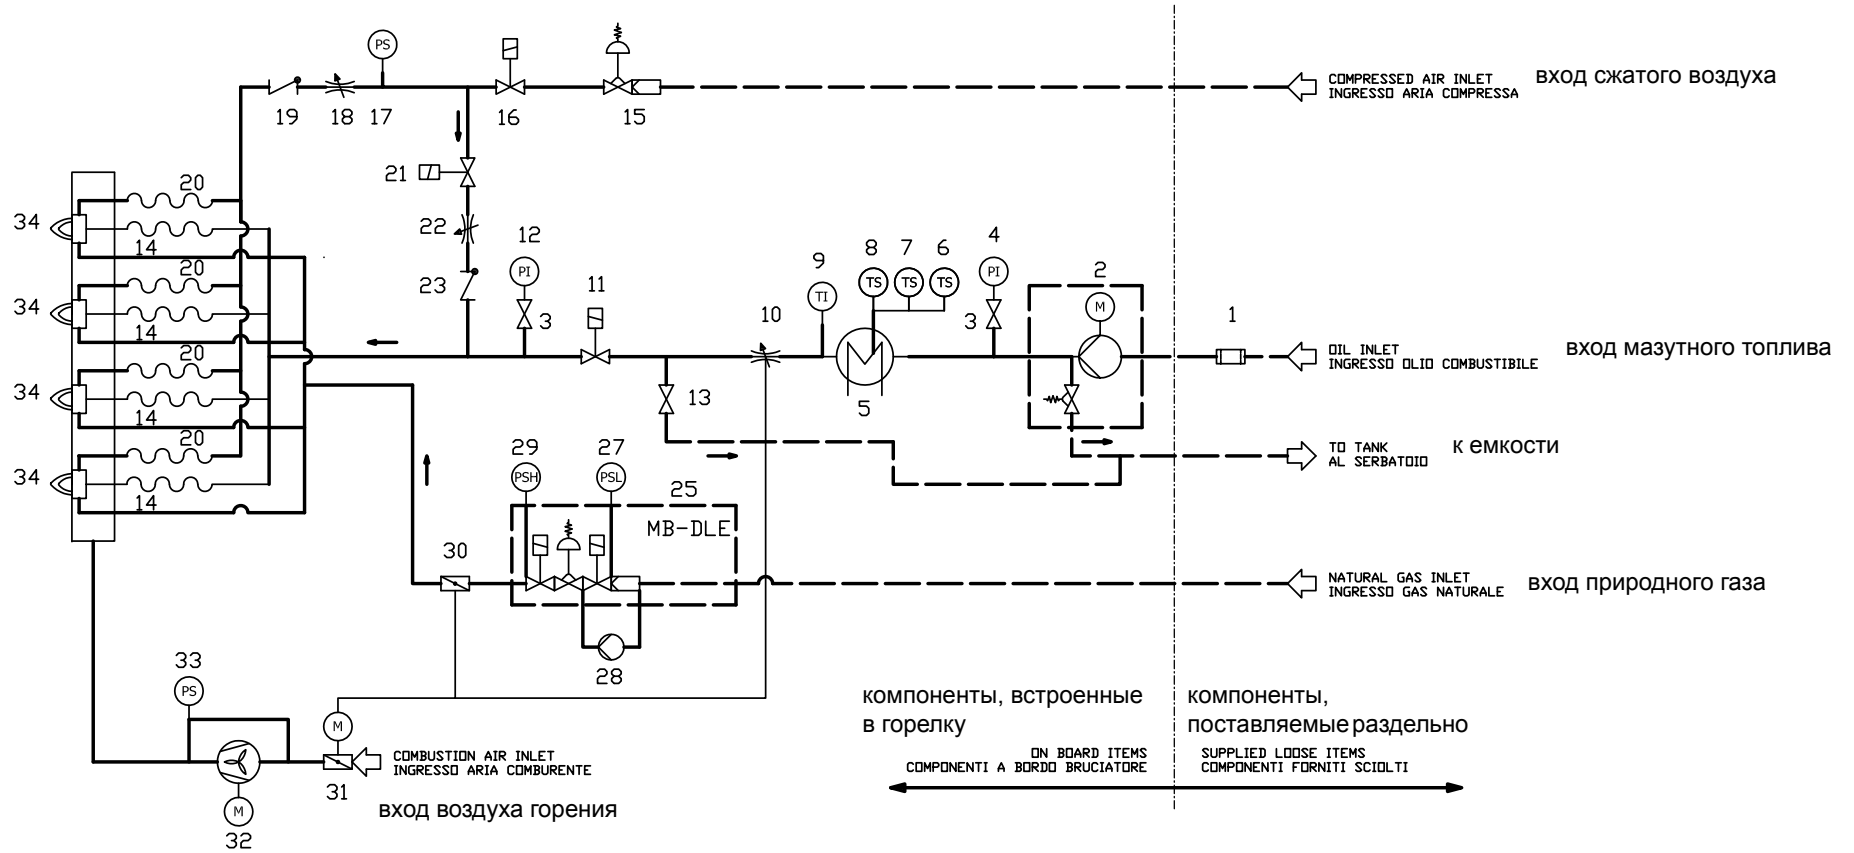 PS
COMPRESSED AIR INLET
INGRESSO ARIA COMPRESSA
вход сжатого воздуха
19
18
17
16
15
21
20
34
14
22
12
PI
23
3
11
10
9
TI
8
7
6
TS
TS
TS
4
PI
3
2
M
1
5
OIL INLET
INGRESSO OLIO COMBUSTIBILE
вход мазутного топлива
20
34
14
20
34
14
13
20
34
14
TO TANK
AL SERBATOIO
к емкости
29
27
PSH
PSL
25
MB-DLE
30
28
NATURAL GAS INLET
INGRESSO GAS NATURALE
вход природного газа
33
PS
M
COMBUSTION AIR INLET
INGRESSO ARIA COMBURENTE
31
вход воздуха горения
M
32
компоненты, встроенные
в горелку
ON BOARD ITEMS
COMPONENTI A BORDO BRUCIATORE
компоненты,
поставляемые раздельно
SUPPLIED LOOSE ITEMS
COMPONENTI FORNITI SCIOLTI